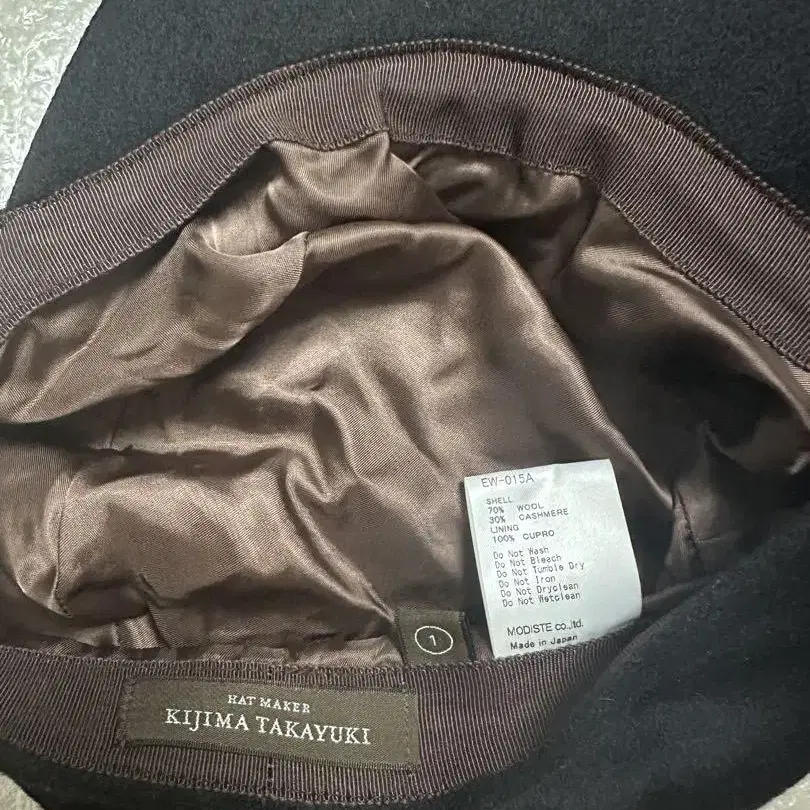 EW-015A
SHELL
70% WOOL
30% CASHMERE
LINING
100% CUPRO
Do Not Wash
Do Not Bleach
Do Not Tumble Dry
Do Not Iron
Do Not Dryclean
Do Not Wetclean
MODISTE co.,ltd.
Made in Japan
1
HAT MAKER
KIJIMA TAKAYUKI